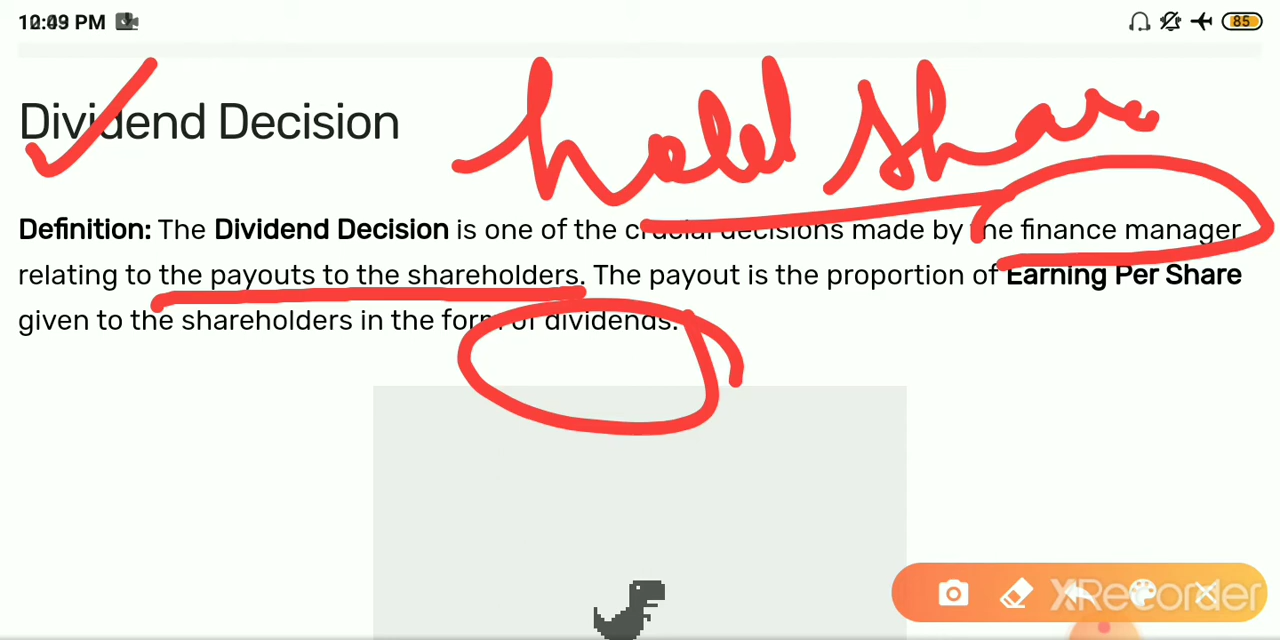 PM
85
Dividend Decision
hold share
Definition: The Dividend Decision is one of the crucial decisions made by the finance manager
relating to the payouts to the shareholders. The payout is the proportion of Earning Per Share
given to the shareholders in the form of dividends.
XRecorder